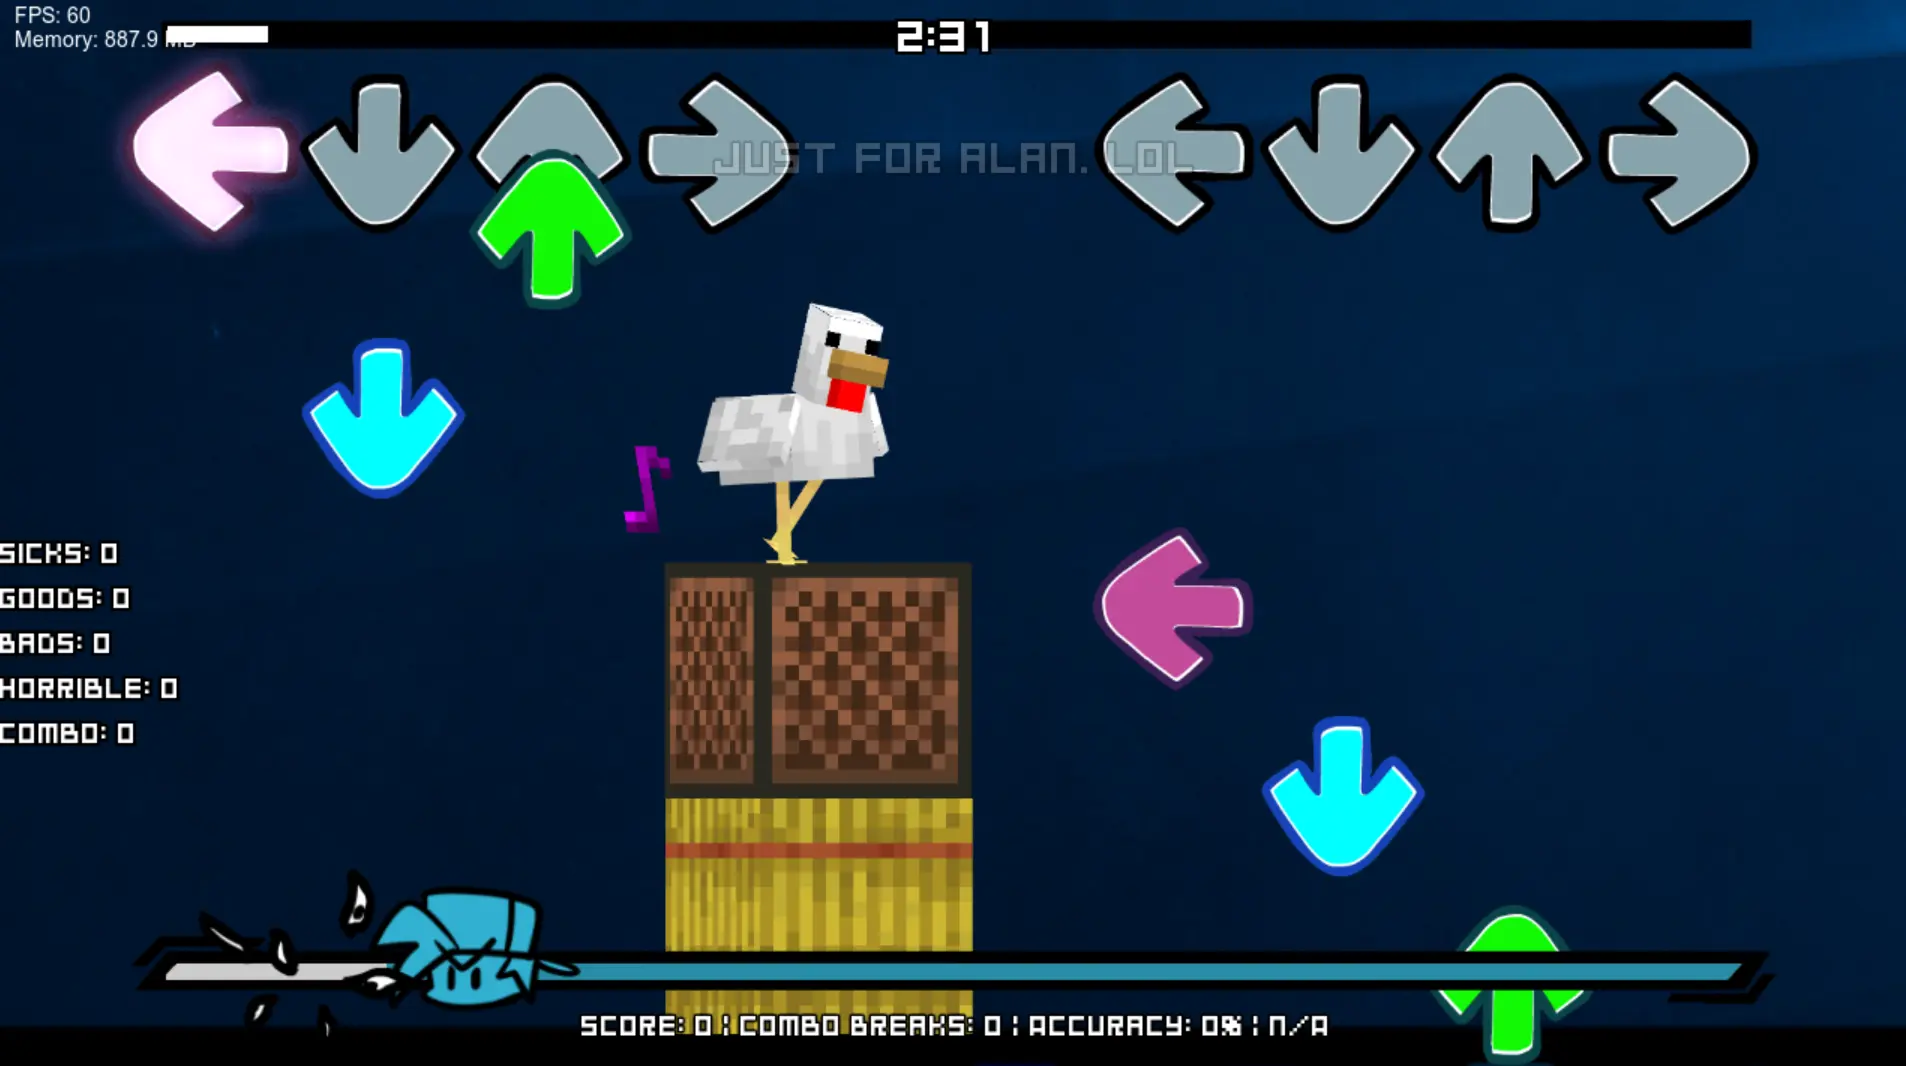 FPS: 60
Memory: 887.9 MB
2:31
JUST FOR ALAN. LOL
SICKS: 0
GOODS: 0
BADS: 0
HORRIBLE: 0
COMBO: 0
SCORE: 0 | COMBO BREAKS: 0 | ACCURACY: 0% | N/A